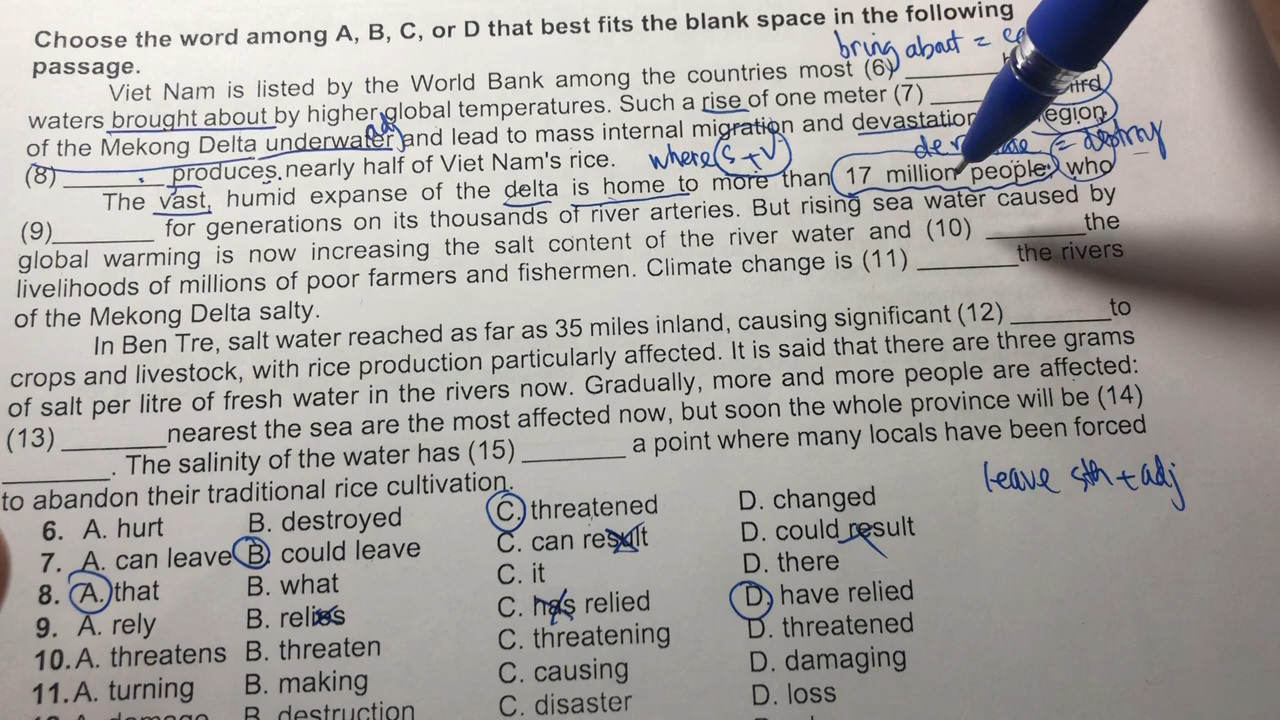 Choose the word among A, B, C, or D that best fits the blank space in the following
passage.
bring about =
Viet Nam is listed by the World Bank among the countries most (6) ________
waters brought about by higher global temperatures. Such a rise of one meter (7) ____
adj
of the Mekong Delta underwater and lead to mass internal migration and devastation
(8) ________ produces nearly half of Viet Nam's rice. where S + V = destroy
The vast, humid expanse of the delta is home to more than 17 million people, who
(9)________ for generations on its thousands of river arteries. But rising sea water caused by
global warming is now increasing the salt content of the river water and (10) ________the
livelihoods of millions of poor farmers and fishermen. Climate change is (11) ________the rivers
of the Mekong Delta salty.
In Ben Tre, salt water reached as far as 35 miles inland, causing significant (12) ________to
crops and livestock, with rice production particularly affected. It is said that there are three grams
of salt per litre of fresh water in the rivers now. Gradually, more and more people are affected:
(13) ________nearest the sea are the most affected now, but soon the whole province will be (14)
________. The salinity of the water has (15) ________ a point where many locals have been forced
to abandon their traditional rice cultivation.
leave sth + adj
6. A. hurt B. destroyed C. threatened D. changed
7. A. can leave B. could leave C. can result D. could result
8. A. that B. what C. it D. there
9. A. rely B. relies C. has relied D. have relied
10. A. threatens B. threaten C. threatening D. threatened
11. A. turning B. making C. causing D. damaging
B. destruction C. disaster D. loss